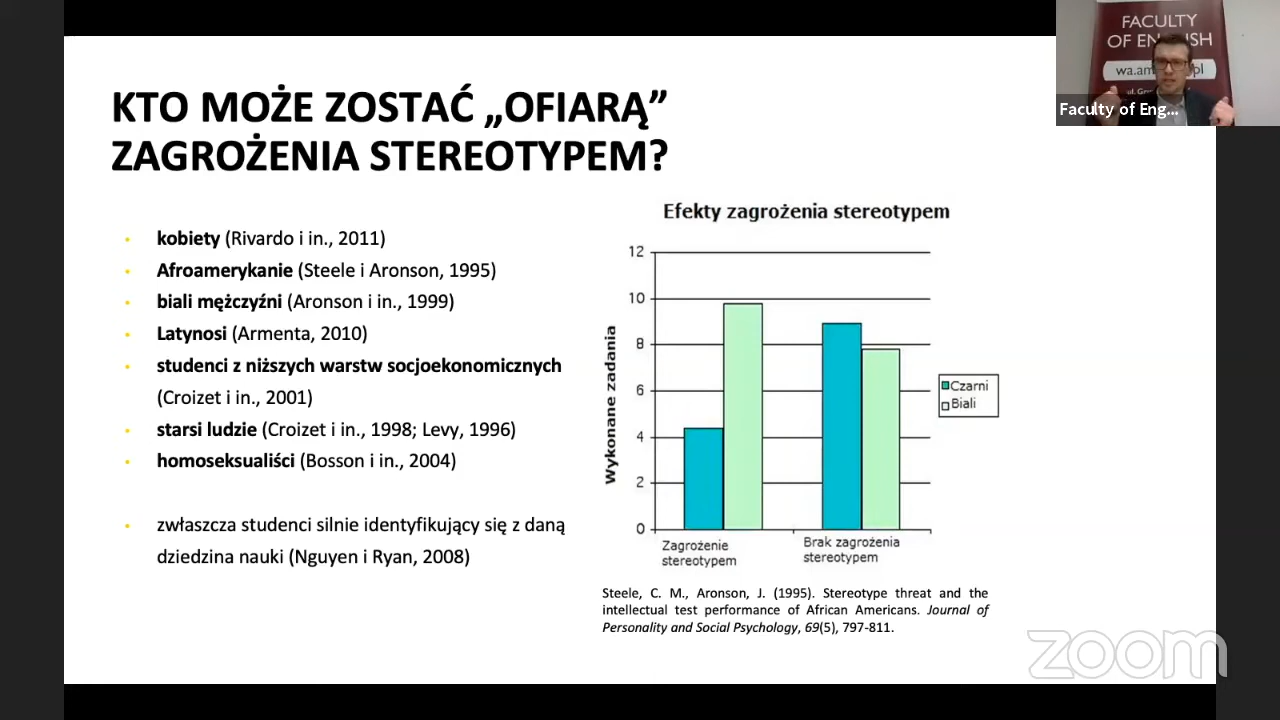 KTO MOŻE ZOSTAĆ „OFIARĄ”
ZAGROŻENIA STEREOTYPEM?
• kobiety (Rivardo i in., 2011)
• Afroamerykanie (Steele i Aronson, 1995)
• biali mężczyźni (Aronson i in., 1999)
• Latynosi (Armenta, 2010)
• studenci z niższych warstw socjoekonomicznych
(Croizet i in., 2001)
• starsi ludzie (Croizet i in., 1998; Levy, 1996)
• homoseksualiści (Bosson i in., 2004)
• zwłaszcza studenci silnie identyfikujący się z daną
dziedzina nauki (Nguyen i Ryan, 2008)
Efekty zagrożenia stereotypem
Wykonane zadania
12
10
8
6
4
2
0
Zagrożenie
stereotypem
Brak zagrożenia
stereotypem
Czarni
Biali
Steele, C. M., Aronson, J. (1995). Stereotype threat and the
intellectual test performance of African Americans. Journal of
Personality and Social Psychology, 69(5), 797-811.
FACULTY
OF ENGLISH
Faculty of Eng...
zoom